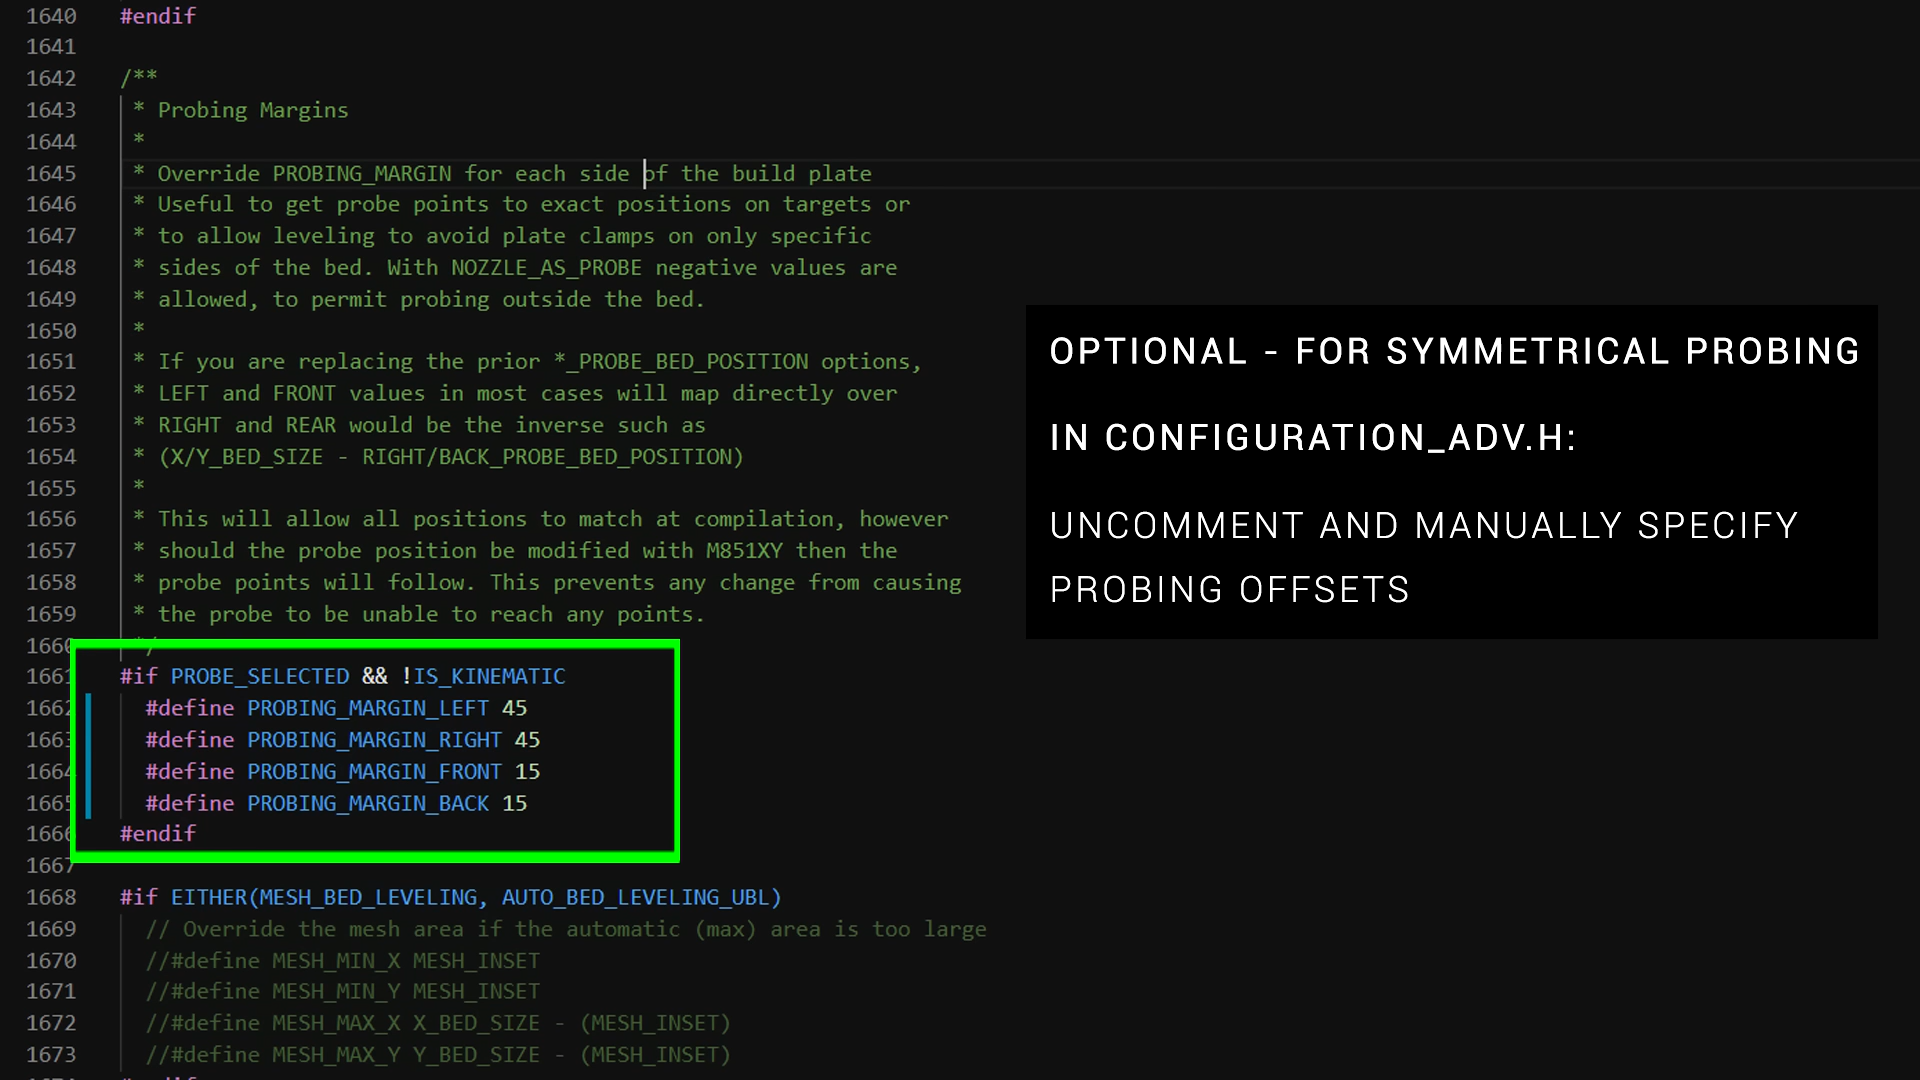 1640 #endif
1641
1642 /**
1643 * Probing Margins
1644 *
1645 * Override PROBING_MARGIN for each side of the build plate
1646 * Useful to get probe points to exact positions on targets or
1647 * to allow leveling to avoid plate clamps on only specific
1648 * sides of the bed. With NOZZLE_AS_PROBE negative values are
1649 * allowed, to permit probing outside the bed.
1650 *
1651 * If you are replacing the prior *_PROBE_BED_POSITION options,
1652 * LEFT and FRONT values in most cases will map directly over
1653 * RIGHT and REAR would be the inverse such as
1654 * (X/Y_BED_SIZE - RIGHT/BACK_PROBE_BED_POSITION)
1655 *
1656 * This will allow all positions to match at compilation, however
1657 * should the probe position be modified with M851XY then the
1658 * probe points will follow. This prevents any change from causing
1659 * the probe to be unable to reach any points.
1660 */
1661 #if PROBE_SELECTED && !IS_KINEMATIC
1662 #define PROBING_MARGIN_LEFT 45
1663 #define PROBING_MARGIN_RIGHT 45
1664 #define PROBING_MARGIN_FRONT 15
1665 #define PROBING_MARGIN_BACK 15
1666 #endif
1667
1668 #if EITHER(MESH_BED_LEVELING, AUTO_BED_LEVELING_UBL)
1669 // Override the mesh area if the automatic (max) area is too large
1670 //#define MESH_MIN_X MESH_INSET
1671 //#define MESH_MIN_Y MESH_INSET
1672 //#define MESH_MAX_X X_BED_SIZE - (MESH_INSET)
1673 //#define MESH_MAX_Y Y_BED_SIZE - (MESH_INSET)
OPTIONAL - FOR SYMMETRICAL PROBING
IN CONFIGURATION_ADV.H:
UNCOMMENT AND MANUALLY SPECIFY
PROBING OFFSETS